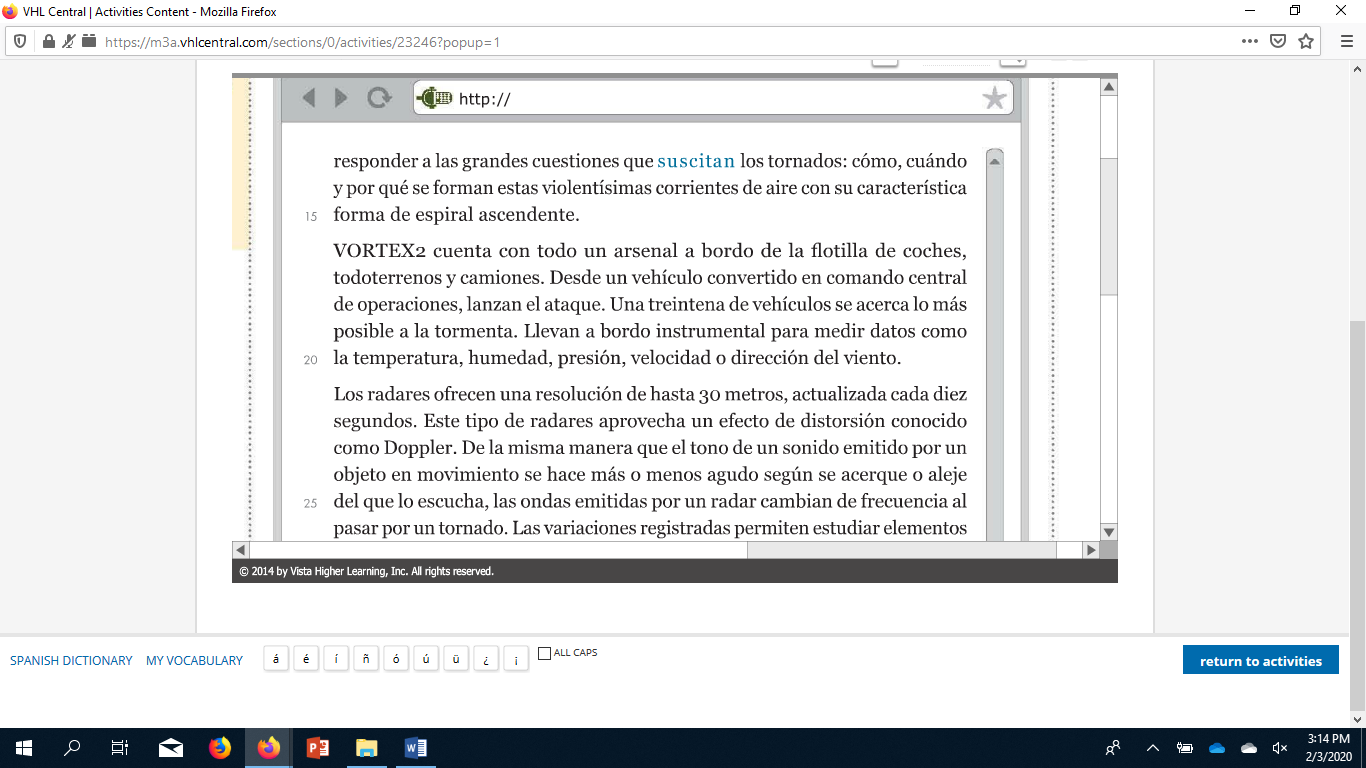 VHL Central | Activities Content - Mozilla Firefox
https://m3a.vhlcentral.com/sections/0/activities/23246?popup=1
http://
responder a las grandes cuestiones que suscitan los tornados: cómo, cuándo
y por qué se forman estas violentísimas corrientes de aire con su característica
15 forma de espiral ascendente.
VORTEX2 cuenta con todo un arsenal a bordo de la flotilla de coches,
todoterrenos y camiones. Desde un vehículo convertido en comando central
de operaciones, lanzan el ataque. Una treintena de vehículos se acerca lo más
posible a la tormenta. Llevan a bordo instrumental para medir datos como
20 la temperatura, humedad, presión, velocidad o dirección del viento.
Los radares ofrecen una resolución de hasta 30 metros, actualizada cada diez
segundos. Este tipo de radares aprovecha un efecto de distorsión conocido
como Doppler. De la misma manera que el tono de un sonido emitido por un
objeto en movimiento se hace más o menos agudo según se acerque o aleje
25 del que lo escucha, las ondas emitidas por un radar cambian de frecuencia al
pasar por un tornado. Las variaciones registradas permiten estudiar elementos
© 2014 by Vista Higher Learning, Inc. All rights reserved.
SPANISH DICTIONARY MY VOCABULARY á é í ñ ó ú ü ¿ ¡ ALL CAPS return to activities
3:14 PM
2/3/2020